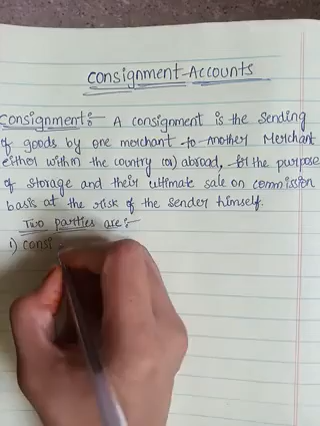 Consignment Accounts
Consignment:- A consignment is the sending
of goods by one merchant to another Merchant
either within the country (or) abroad, for the purpose
of storage and their ultimate sale on commission
basis at the risk of the sender himself.
Two parties are:-
1) Consi